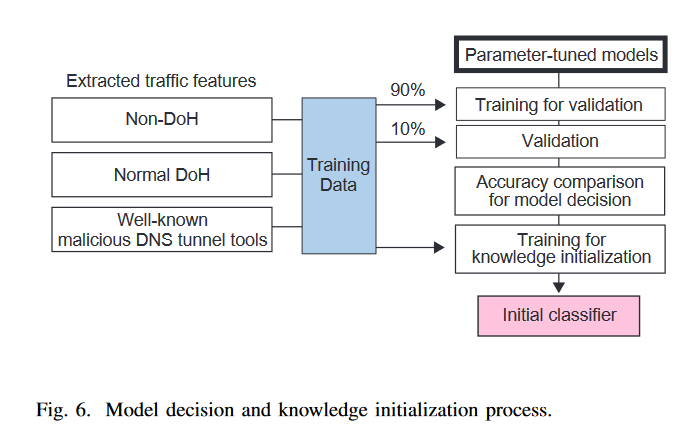 Extracted traffic features
Non-DoH
Normal DoH
Well-known
malicious DNS tunnel tools
Training
Data
90%
10%
Parameter-tuned models
Training for validation
Validation
Accuracy comparison
for model decision
Training for
knowledge initialization
Initial classifier
Fig. 6. Model decision and knowledge initialization process.